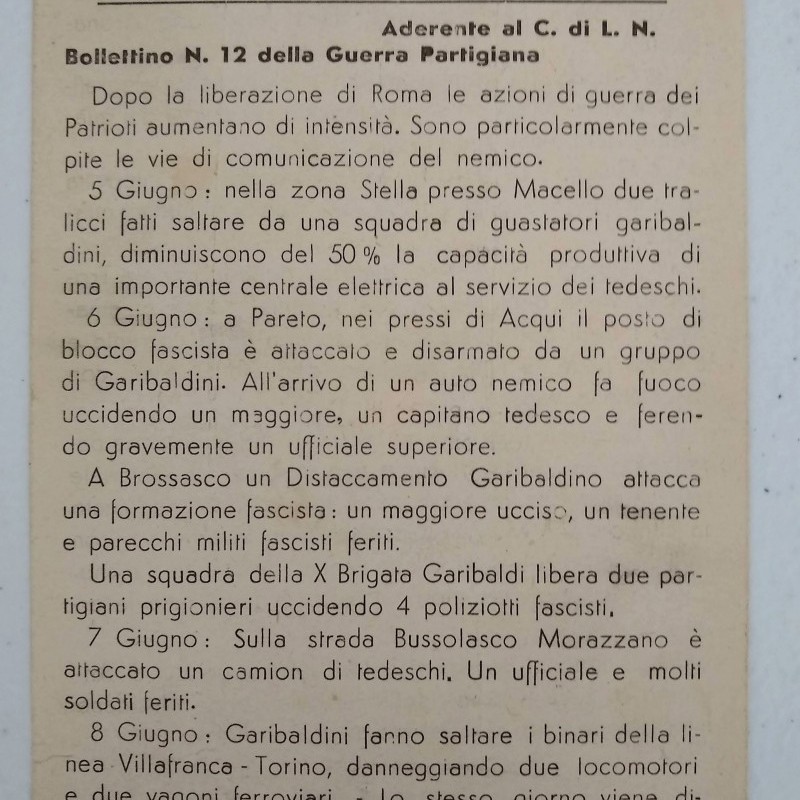 Aderente al C. di L. N.
Bollettino N. 12 della Guerra Partigiana
Dopo la liberazione di Roma le azioni di guerra dei
Patrioti aumentano di intensità. Sono particolarmente col-
pite le vie di comunicazione del nemico.
5 Giugno: nella zona Stella presso Macello due tra-
licci fatti saltare da una squadra di guastatori garibal-
dini, diminuiscono del 50% la capacità produttiva di
una importante centrale elettrica al servizio dei tedeschi.
6 Giugno: a Pareto, nei pressi di Acqui il posto di
blocco fascista è attaccato e disarmato da un gruppo
di Garibaldini. All'arrivo di un auto nemico fa fuoco
uccidendo un maggiore, un capitano tedesco e feren-
do gravemente un ufficiale superiore.
A Brossasco un Distaccamento Garibaldino attacca
una formazione fascista: un maggiore ucciso, un tenente
e parecchi militi fascisti feriti.
Una squadra della X Brigata Garibaldi libera due par-
tigiani prigionieri uccidendo 4 poliziotti fascisti.
7 Giugno: Sulla strada Bussolasco Morazzano è
attaccato un camion di tedeschi. Un ufficiale e molti
soldati feriti.
8 Giugno: Garibaldini fanno saltare i binari della li-
nea Villafranca - Torino, danneggiando due locomotori
e due vagoni ferroviari. - Lo stesso giorno viene di-